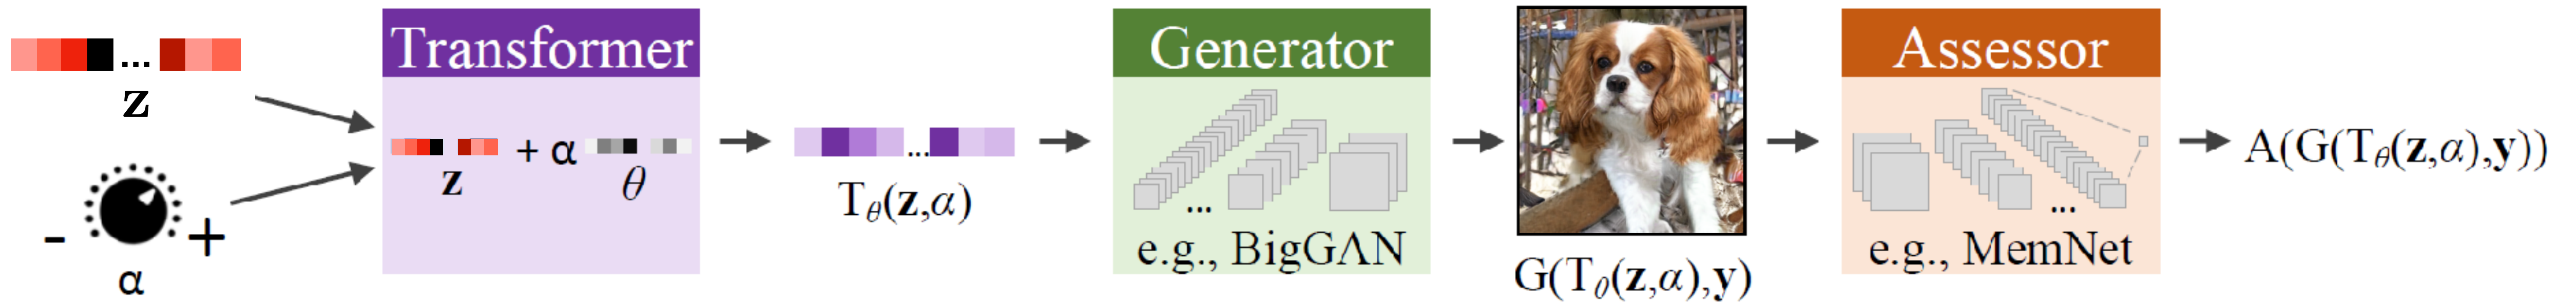 ...
z
- +
α
Transformer
z + α θ
...
Tθ(z,α)
Generator
...
e.g., BigGAN
G(Tθ(z,α),y)
Assessor
...
e.g., MemNet
A(G(Tθ(z,α),y))